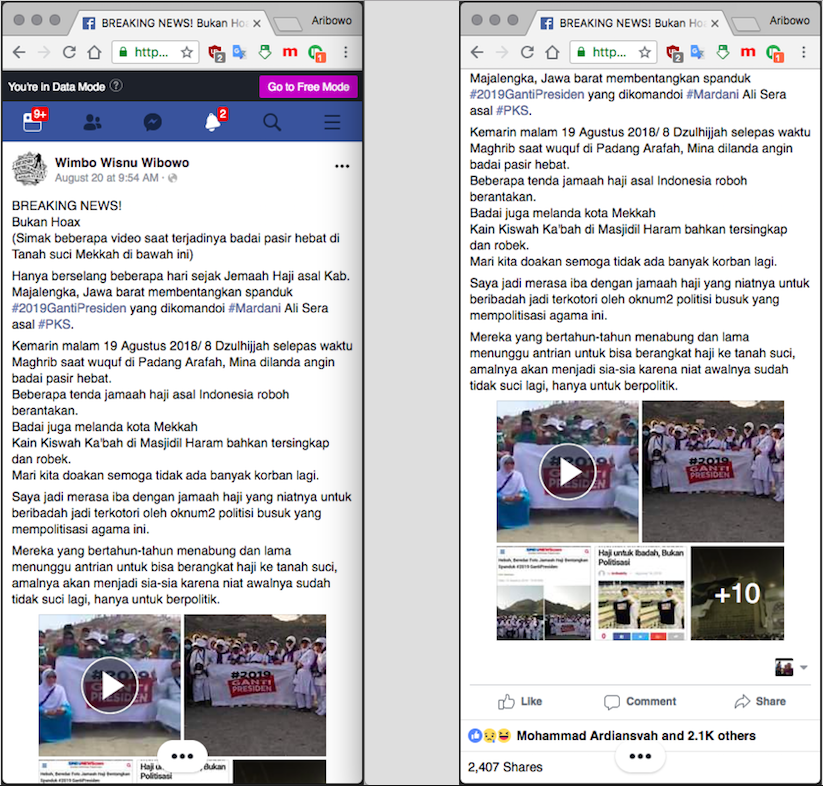 BREAKING NEWS! Bukan Ho
Aribowo
http...
2
1
You're in Data Mode ?
Go to Free Mode
9+
2
Wimbo Wisnu Wibowo
August 20 at 9:54 AM ·
BREAKING NEWS!
Bukan Hoax
(Simak beberapa video saat terjadinya badai pasir hebat di
Tanah suci Mekkah di bawah ini)
Hanya berselang beberapa hari sejak Jemaah Haji asal Kab.
Majalengka, Jawa barat membentangkan spanduk
#2019GantiPresiden yang dikomandoi #Mardani Ali Sera
asal #PKS.
Kemarin malam 19 Agustus 2018/ 8 Dzulhijjah selepas waktu
Maghrib saat wuquf di Padang Arafah, Mina dilanda angin
badai pasir hebat.
Beberapa tenda jamaah haji asal Indonesia roboh
berantakan.
Badai juga melanda kota Mekkah
Kain Kiswah Ka'bah di Masjidil Haram bahkan tersingkap
dan robek.
Mari kita doakan semoga tidak ada banyak korban lagi.
Saya jadi merasa iba dengan jamaah haji yang niatnya untuk
beribadah jadi terkotori oleh oknum2 politisi busuk yang
mempolitisasi agama ini.
Mereka yang bertahun-tahun menabung dan lama
menunggu antrian untuk bisa berangkat haji ke tanah suci,
amalnya akan menjadi sia-sia karena niat awalnya sudah
tidak suci lagi, hanya untuk berpolitik.
#2019
GANTI
PRESIDEN
#2019
GANTI
PRESIDEN
Heboh, Beredar Foto Jamaah Haji Bentangkan
Spanduk #2019 GantiPresiden
Haji untuk Ibadah, Bukan
Politisasi
BREAKING NEWS! Bukan Ho
Aribowo
http...
2
1
Majalengka, Jawa barat membentangkan spanduk
#2019GantiPresiden yang dikomandoi #Mardani Ali Sera
asal #PKS.
Kemarin malam 19 Agustus 2018/ 8 Dzulhijjah selepas waktu
Maghrib saat wuquf di Padang Arafah, Mina dilanda angin
badai pasir hebat.
Beberapa tenda jamaah haji asal Indonesia roboh
berantakan.
Badai juga melanda kota Mekkah
Kain Kiswah Ka'bah di Masjidil Haram bahkan tersingkap
dan robek.
Mari kita doakan semoga tidak ada banyak korban lagi.
Saya jadi merasa iba dengan jamaah haji yang niatnya untuk
beribadah jadi terkotori oleh oknum2 politisi busuk yang
mempolitisasi agama ini.
Mereka yang bertahun-tahun menabung dan lama
menunggu antrian untuk bisa berangkat haji ke tanah suci,
amalnya akan menjadi sia-sia karena niat awalnya sudah
tidak suci lagi, hanya untuk berpolitik.
#2019
GANTI
PRESIDEN
#2019
GANTI
PRESIDEN
Heboh, Beredar Foto Jamaah Haji Bentangkan
Spanduk #2019 GantiPresiden
Haji untuk Ibadah, Bukan
Politisasi
+10
Like
Comment
Share
Mohammad Ardiansyah and 2.1K others
2,407 Shares